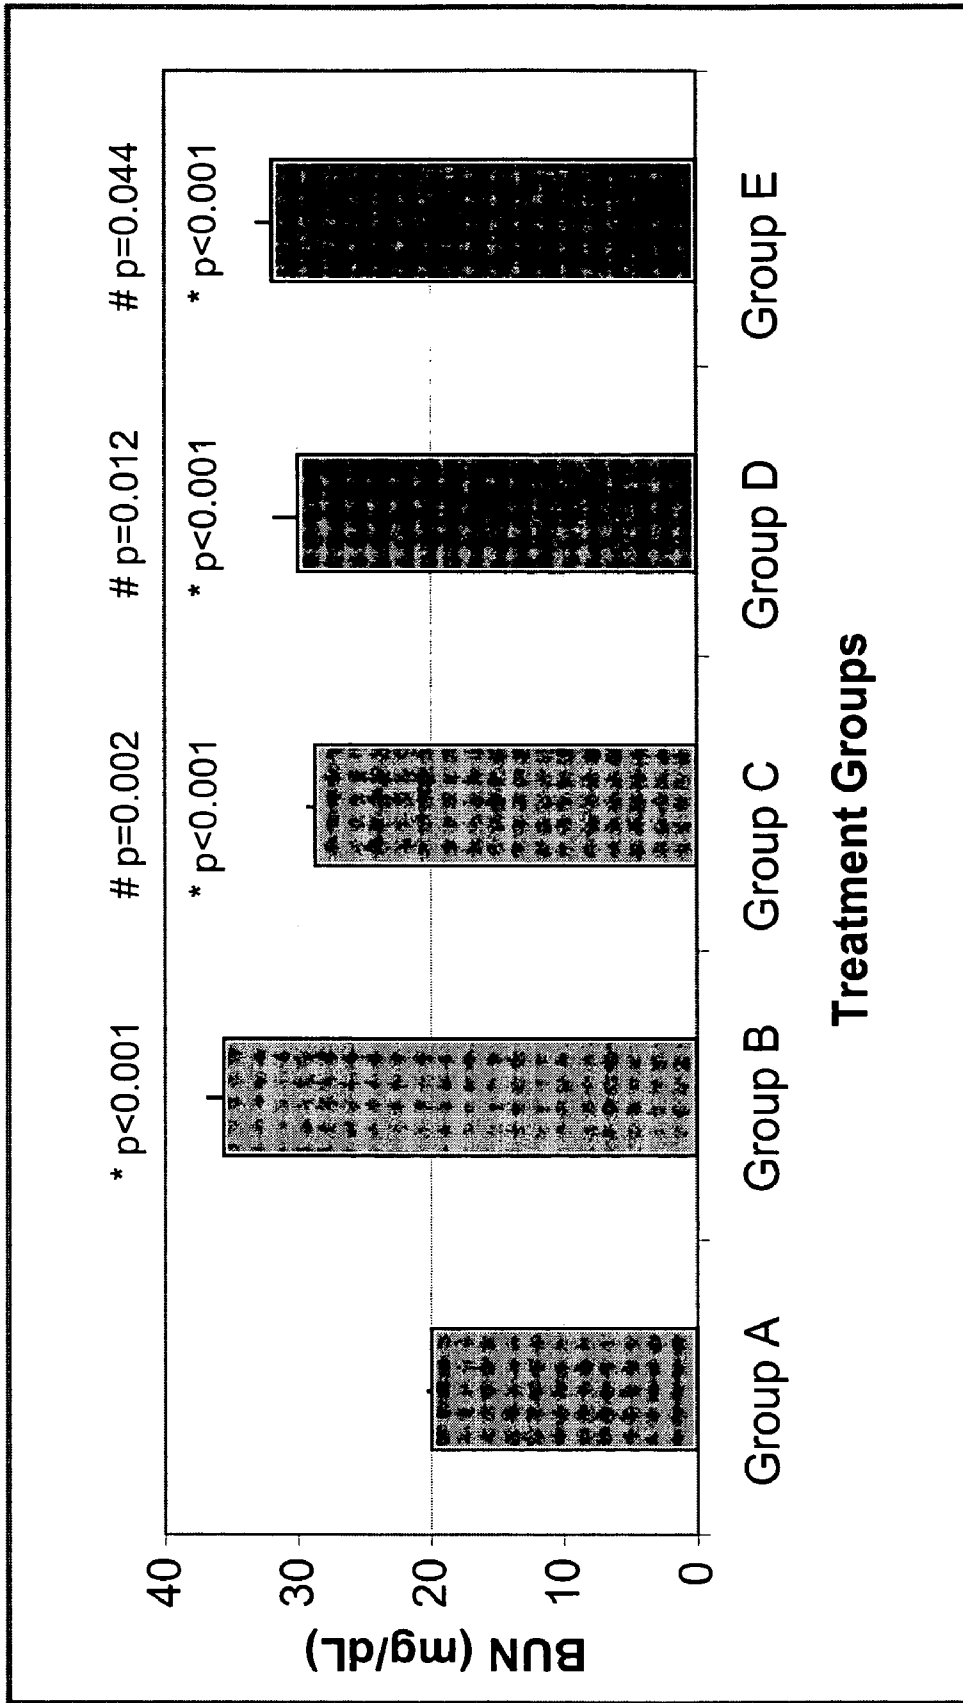 # p=0.002
# p=0.012
# p=0.044
* p<0.001
* p<0.001
* p<0.001
* p<0.001
40
30
20
10
0
BUN (mg/dL)
Group A
Group B
Group C
Group D
Group E
Treatment Groups